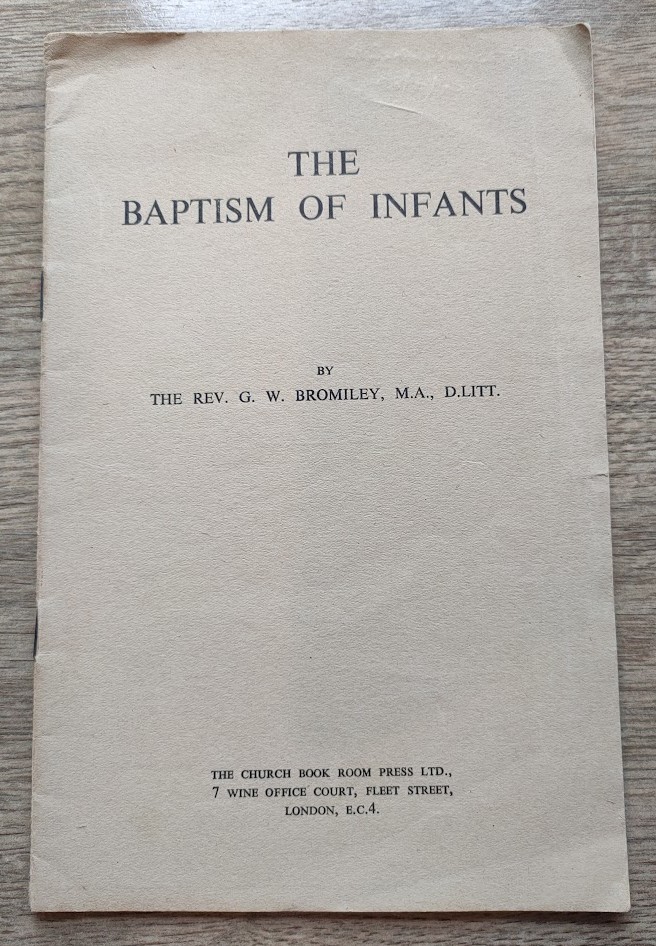 THE
BAPTISM OF INFANTS
BY
THE REV. G. W. BROMILEY, M.A., D.LITT.
THE CHURCH BOOK ROOM PRESS LTD.,
7 WINE OFFICE COURT, FLEET STREET,
LONDON, E.C.4.